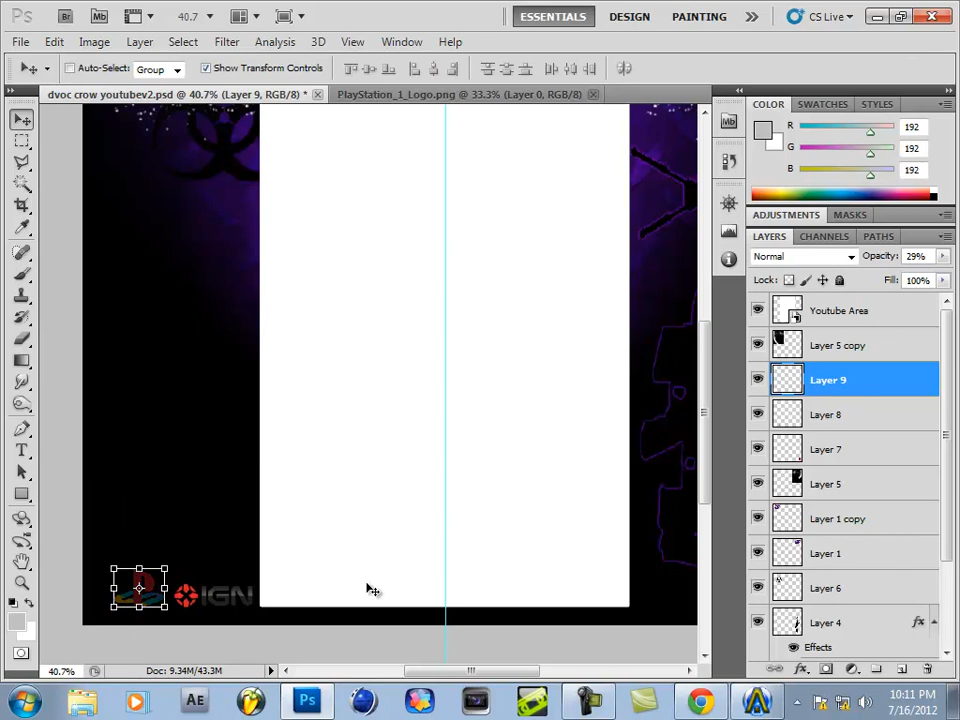 Ps Br Mb 40.7 ESSENTIALS DESIGN PAINTING CS Live
File Edit Image Layer Select Filter Analysis 3D View Window Help
Auto-Select: Group Show Transform Controls
dvoc crow youtubev2.psd @ 40.7% (Layer 9, RGB/8) * PlayStation_1_Logo.png @ 33.3% (Layer 0, RGB/8)
COLOR SWATCHES STYLES
R 192
G 192
B 192
ADJUSTMENTS MASKS
LAYERS CHANNELS PATHS
Normal Opacity: 29%
Lock: Fill: 100%
Youtube Area
Layer 5 copy
Layer 9
Layer 8
Layer 7
Layer 5
Layer 1 copy
Layer 1
Layer 6
Layer 4 fx
Effects
IGN
40.7% Doc: 9.34M/43.3M
AE Ps
10:11 PM
7/16/2012